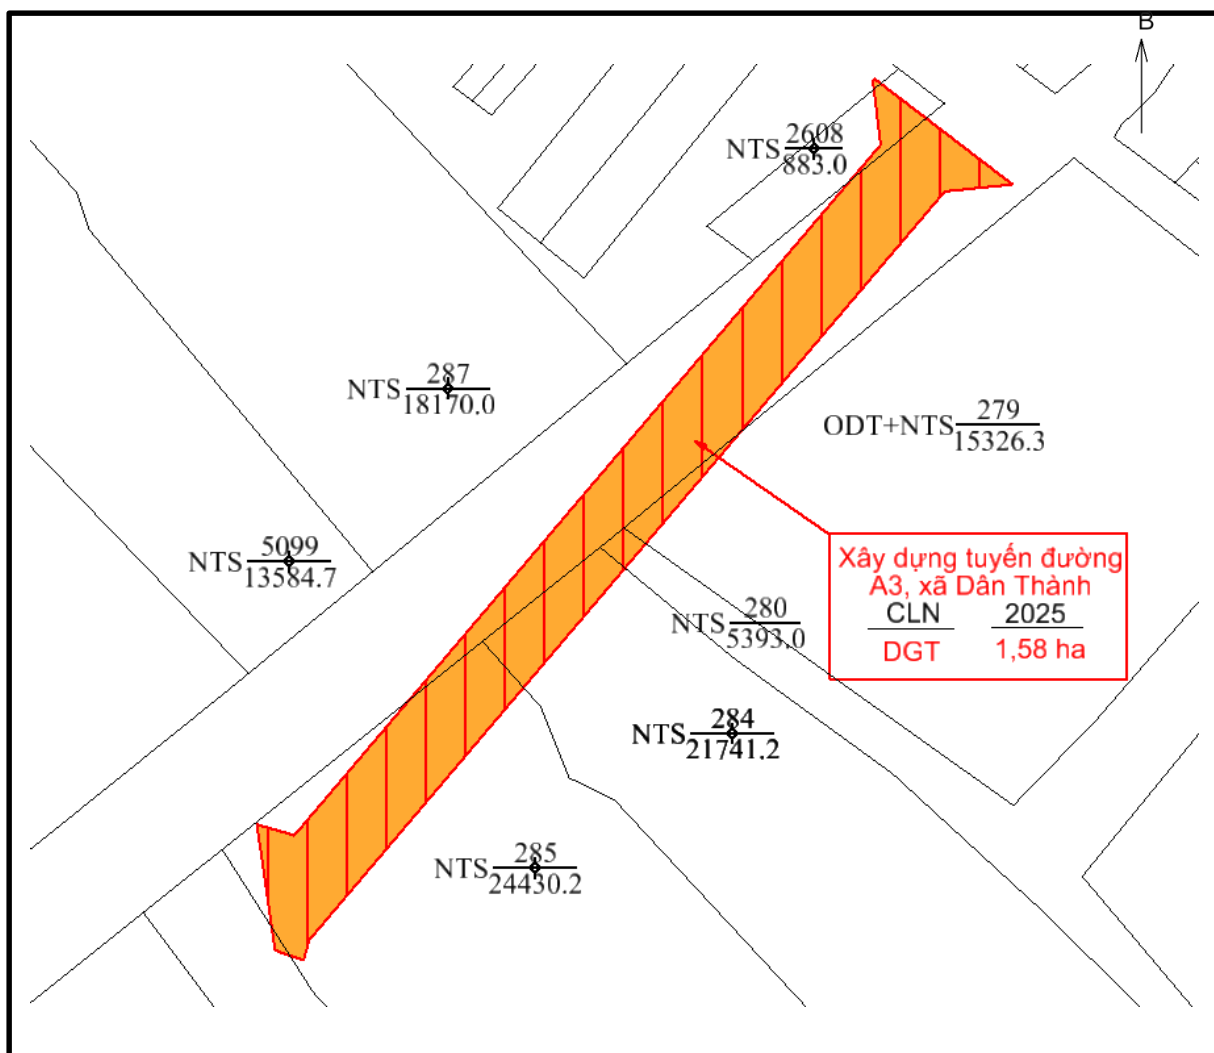 B
NTS 2608
883.0
NTS 287
18170.0
ODT+NTS 279
15326.3
NTS 5099
13584.7
Xây dựng tuyến đường
A3, xã Dân Thành
CLN 2025
DGT 1,58 ha
NTS 280
5393.0
NTS 284
21741.2
NTS 285
24430.2